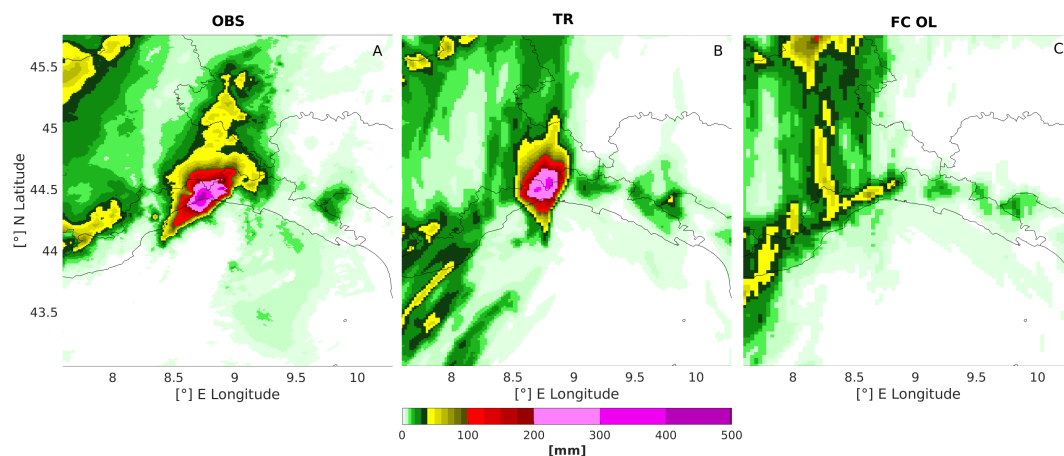 OBS
TR
FC OL
A
B
C
45.5
45
44.5
44
43.5
[°] N Latitude
8 8.5 9 9.5 10
8 8.5 9 9.5 10
8 8.5 9 9.5 10
[°] E Longitude
[°] E Longitude
[°] E Longitude
0 100 200 300 400 500
[mm]